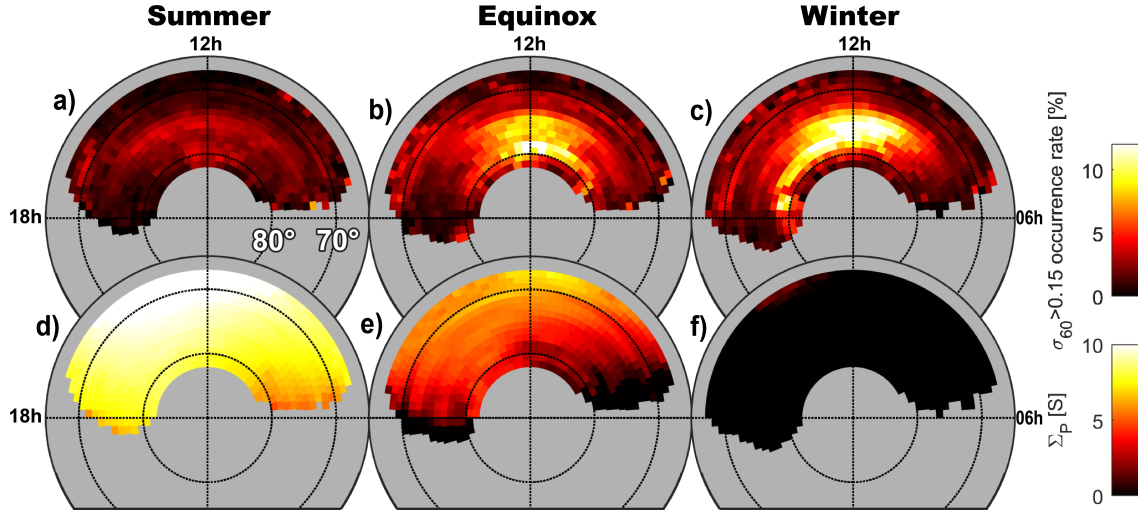 Summer Equinox Winter
12h 12h 12h
a) b) c)
18h 06h
80° 70°
d) e) f)
18h 06h
σ60>0.15 occurrence rate [%]
10
5
0
ΣP [S]
10
5
0